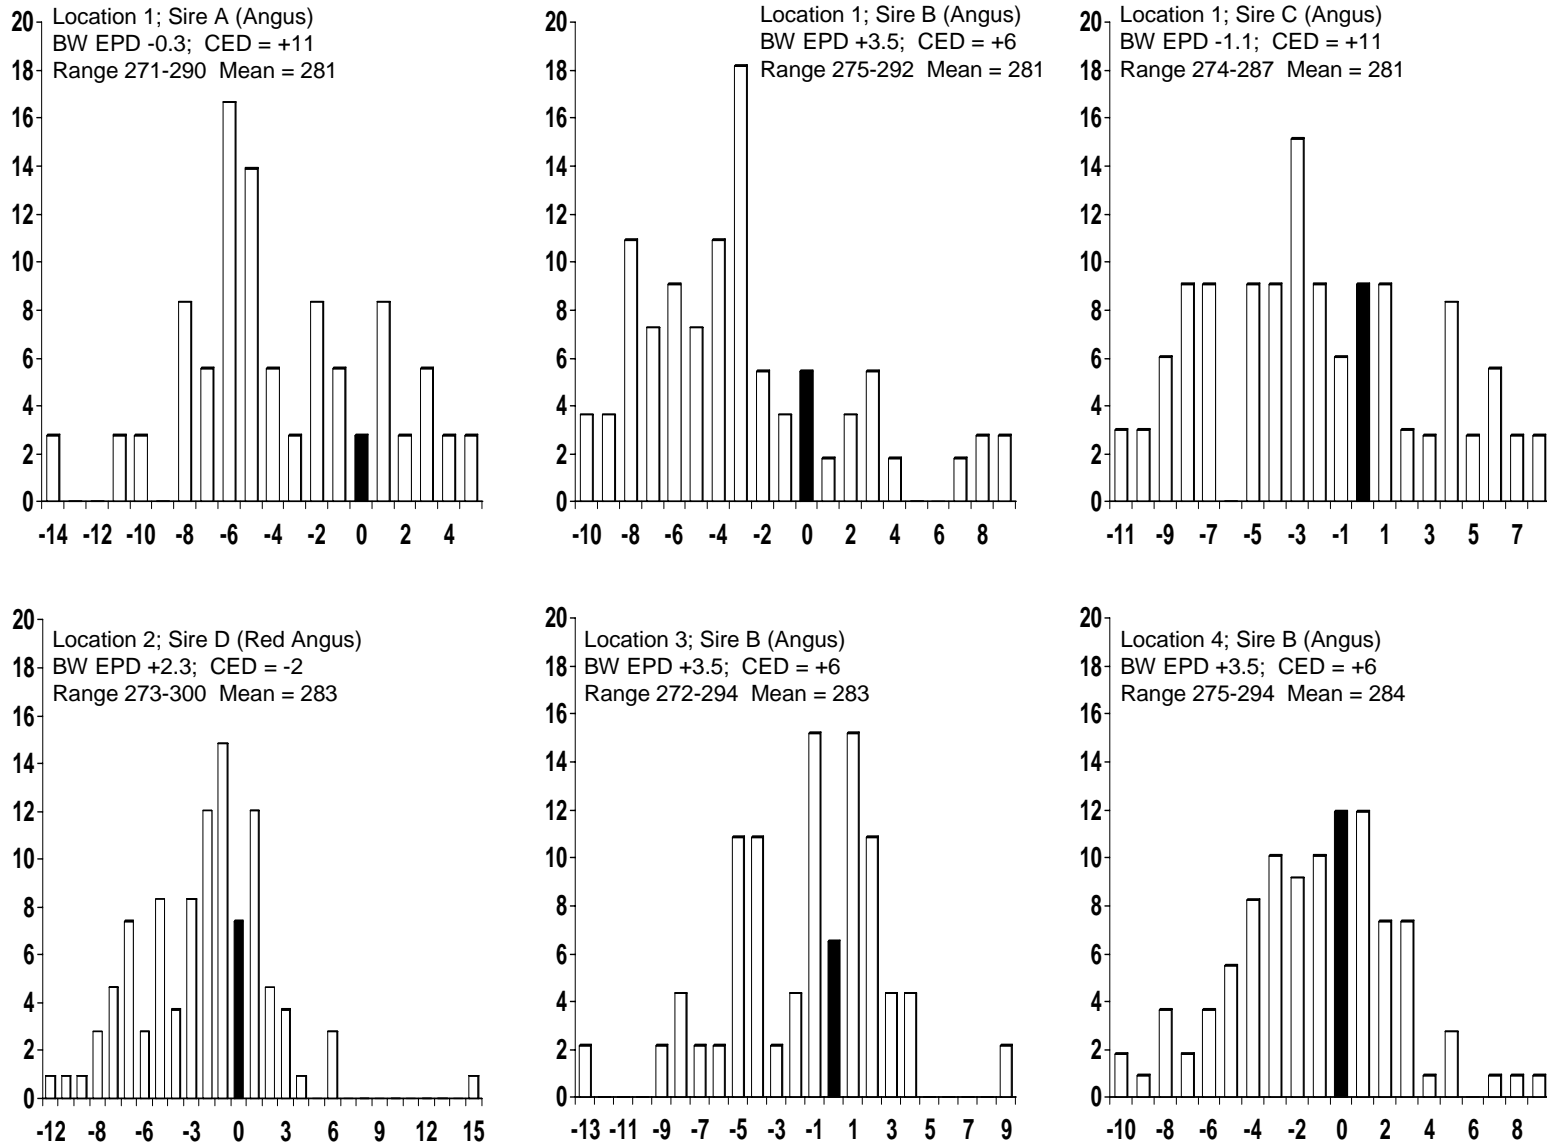 Location 1; Sire A (Angus)
BW EPD -0.3; CED = +11
Range 271-290 Mean = 281
20
18
16
14
12
10
8
6
4
2
0
-14 -12 -10 -8 -6 -4 -2 0 2 4
Location 1; Sire B (Angus)
BW EPD +3.5; CED = +6
Range 275-292 Mean = 281
20
18
16
14
12
10
8
6
4
2
0
-10 -8 -6 -4 -2 0 2 4 6 8
Location 1; Sire C (Angus)
BW EPD -1.1; CED = +11
Range 274-287 Mean = 281
20
18
16
14
12
10
8
6
4
2
0
-11 -9 -7 -5 -3 -1 1 3 5 7
Location 2; Sire D (Red Angus)
BW EPD +2.3; CED = -2
Range 273-300 Mean = 283
20
18
16
14
12
10
8
6
4
2
0
-12 -8 -6 -3 0 3 6 9 12 15
Location 3; Sire B (Angus)
BW EPD +3.5; CED = +6
Range 272-294 Mean = 283
20
18
16
14
12
10
8
6
4
2
0
-13 -11 -9 -7 -5 -3 -1 1 3 5 7 9
Location 4; Sire B (Angus)
BW EPD +3.5; CED = +6
Range 275-294 Mean = 284
20
18
16
14
12
10
8
6
4
2
0
-10 -8 -6 -4 -2 0 2 4 6 8